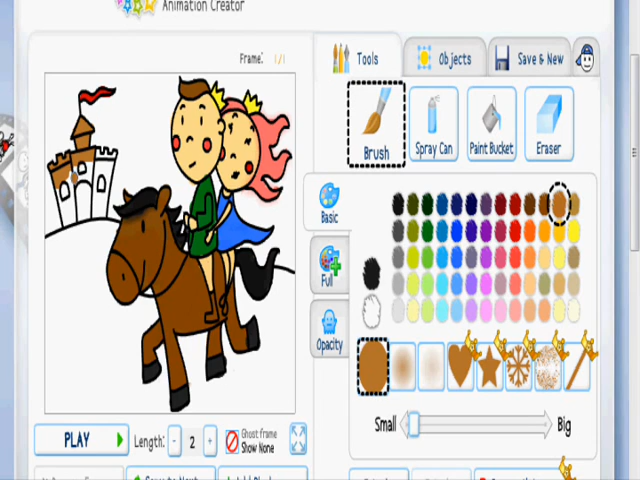 Animation Creator
Frame: 1/1
Tools
Objects
Save & New
Brush
Spray Can
Paint Bucket
Eraser
Basic
Full
Opacity
Small
Big
PLAY
Length: - 2 +
Ghost frame
Show None